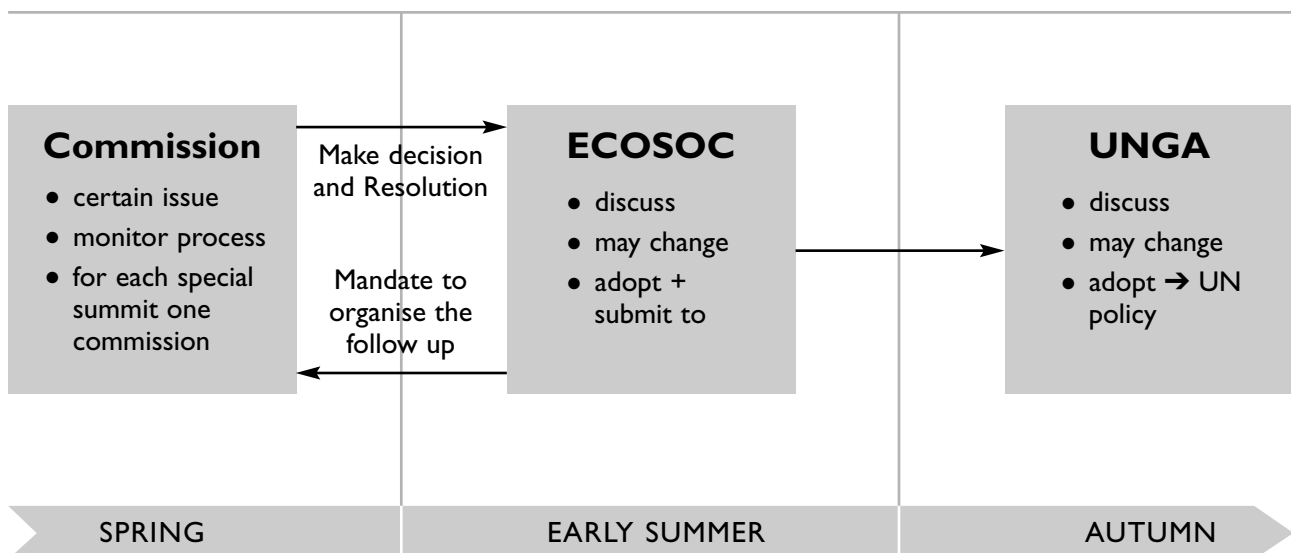 Commission
● certain issue
● monitor process
● for each special
summit one
commission
Make decision
and Resolution
Mandate to
organise the
follow up
ECOSOC
● discuss
● may change
● adopt +
submit to
UNGA
● discuss
● may change
● adopt ➔ UN
policy
SPRING
EARLY SUMMER
AUTUMN